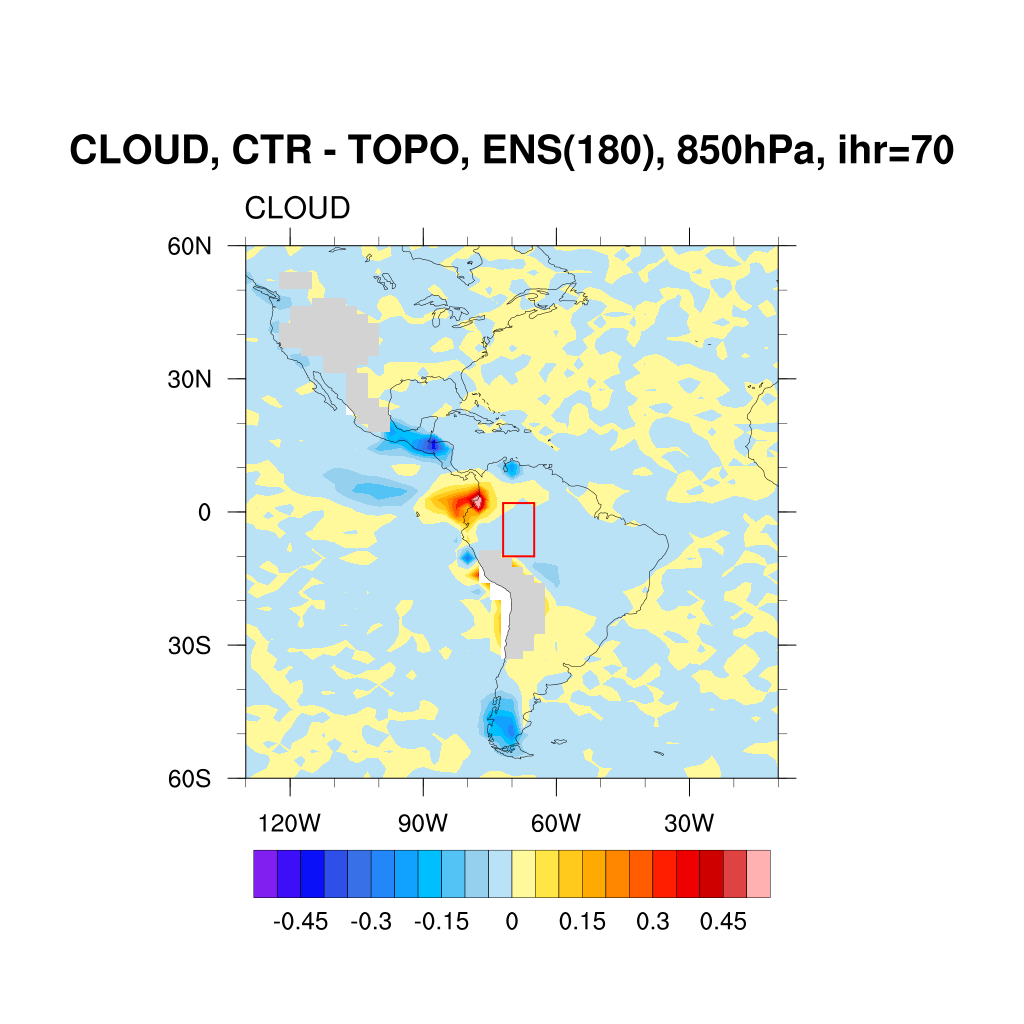 CLOUD, CTR - TOPO, ENS(180), 850hPa, ihr=70
CLOUD
60N
30N
0
30S
60S
120W 90W 60W 30W
-0.45 -0.3 -0.15 0 0.15 0.3 0.45